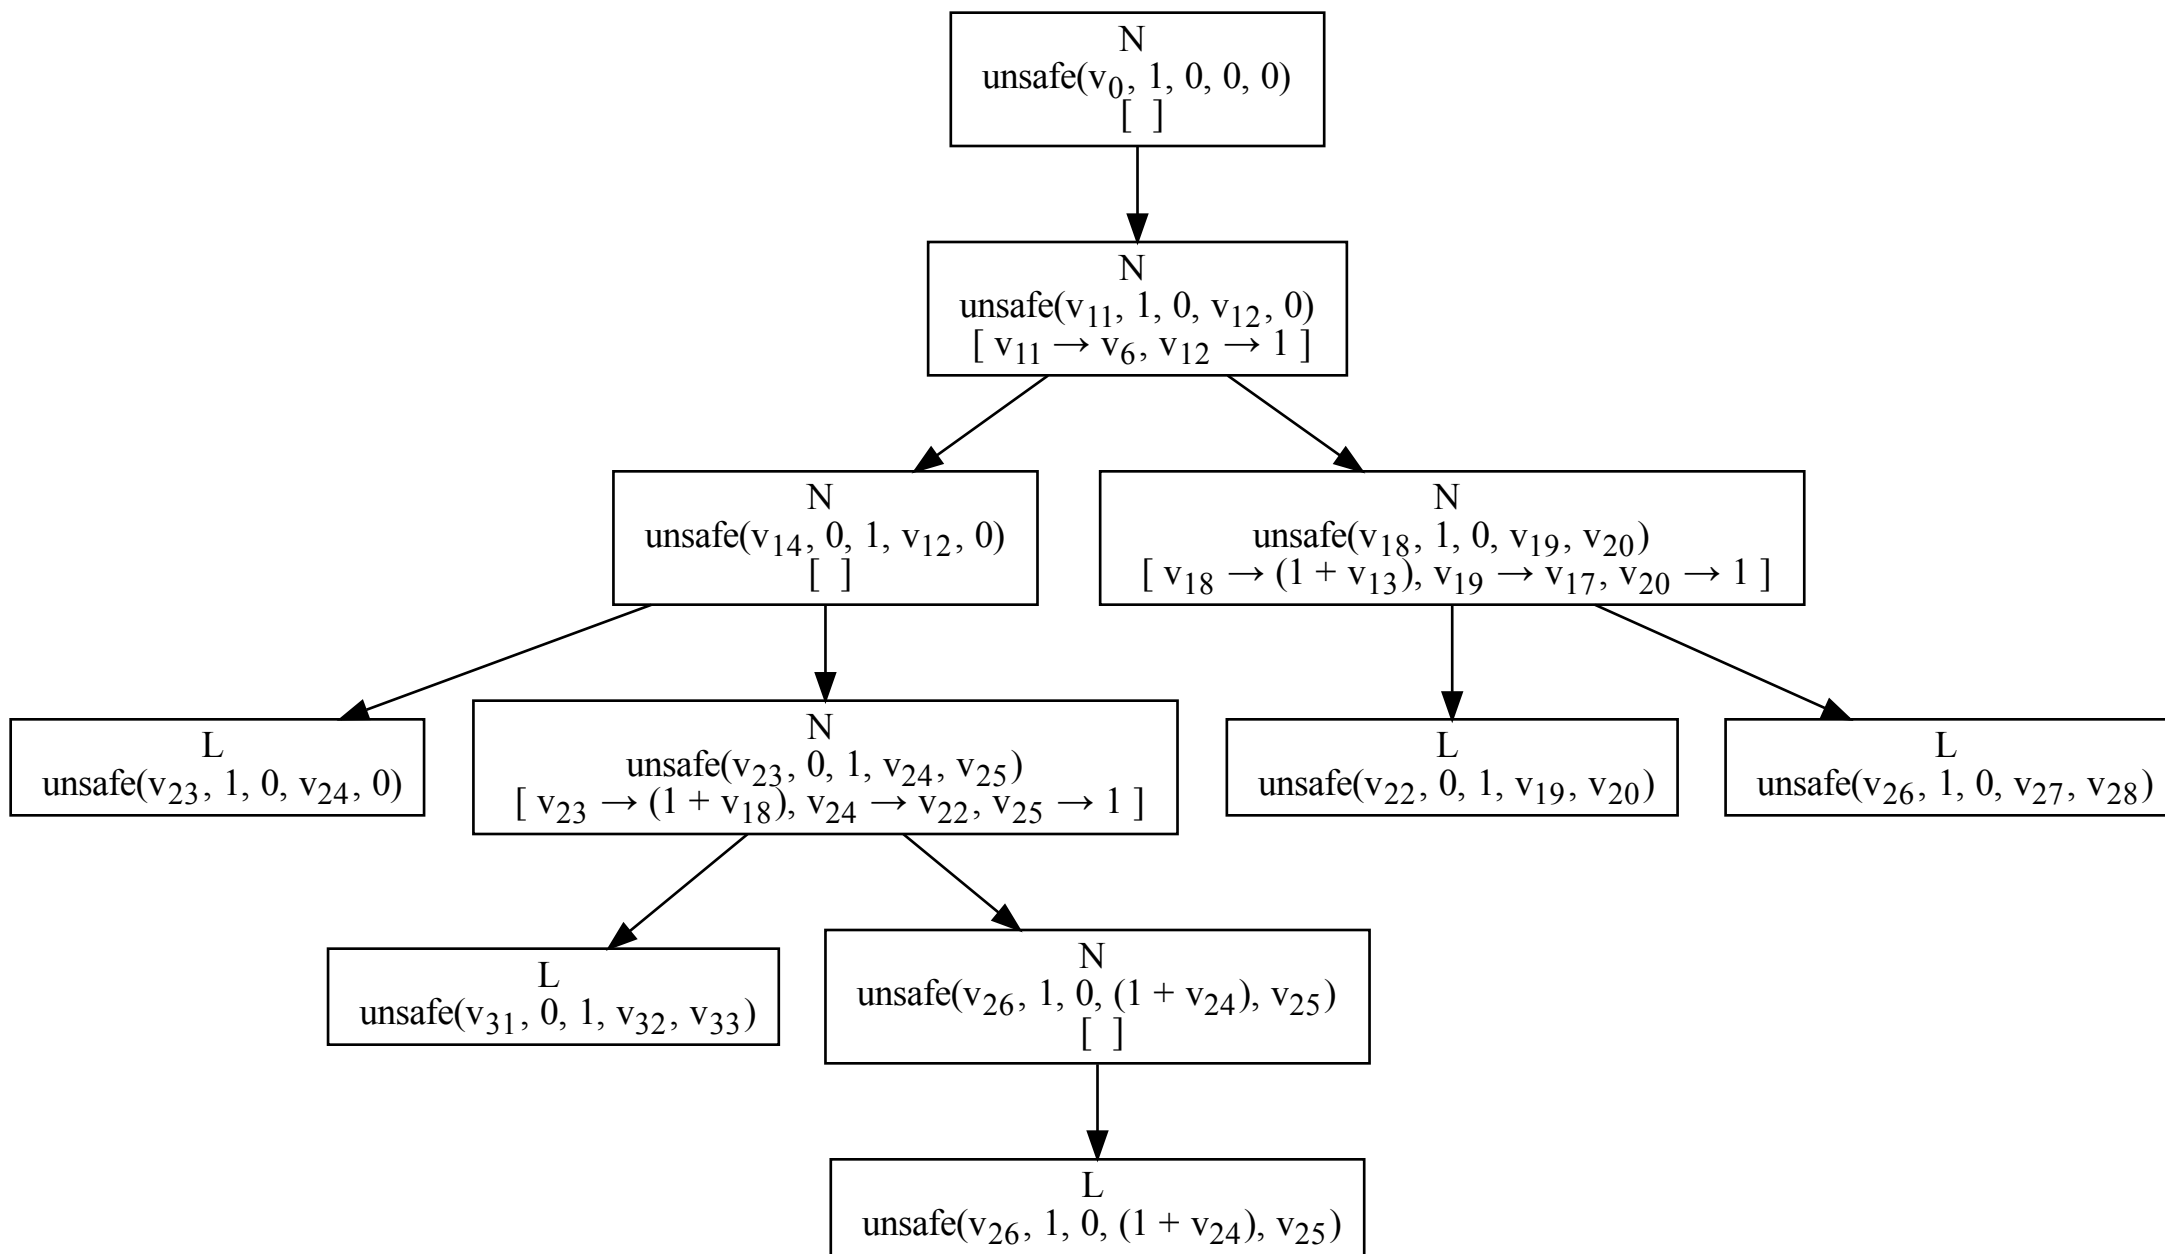 N
unsafe(v₀, 1, 0, 0, 0)
[ ]
N
unsafe(v₁₁, 1, 0, v₁₂, 0)
[ v₁₁ → v₆, v₁₂ → 1 ]
N
unsafe(v₁₄, 0, 1, v₁₂, 0)
[ ]
N
unsafe(v₁₈, 1, 0, v₁₉, v₂₀)
[ v₁₈ → (1 + v₁₃), v₁₉ → v₁₇, v₂₀ → 1 ]
L
unsafe(v₂₃, 1, 0, v₂₄, 0)
N
unsafe(v₂₃, 0, 1, v₂₄, v₂₅)
[ v₂₃ → (1 + v₁₈), v₂₄ → v₂₂, v₂₅ → 1 ]
L
unsafe(v₂₂, 0, 1, v₁₉, v₂₀)
L
unsafe(v₂₆, 1, 0, v₂₇, v₂₈)
L
unsafe(v₃₁, 0, 1, v₃₂, v₃₃)
N
unsafe(v₂₆, 1, 0, (1 + v₂₄), v₂₅)
[ ]
L
unsafe(v₂₆, 1, 0, (1 + v₂₄), v₂₅)